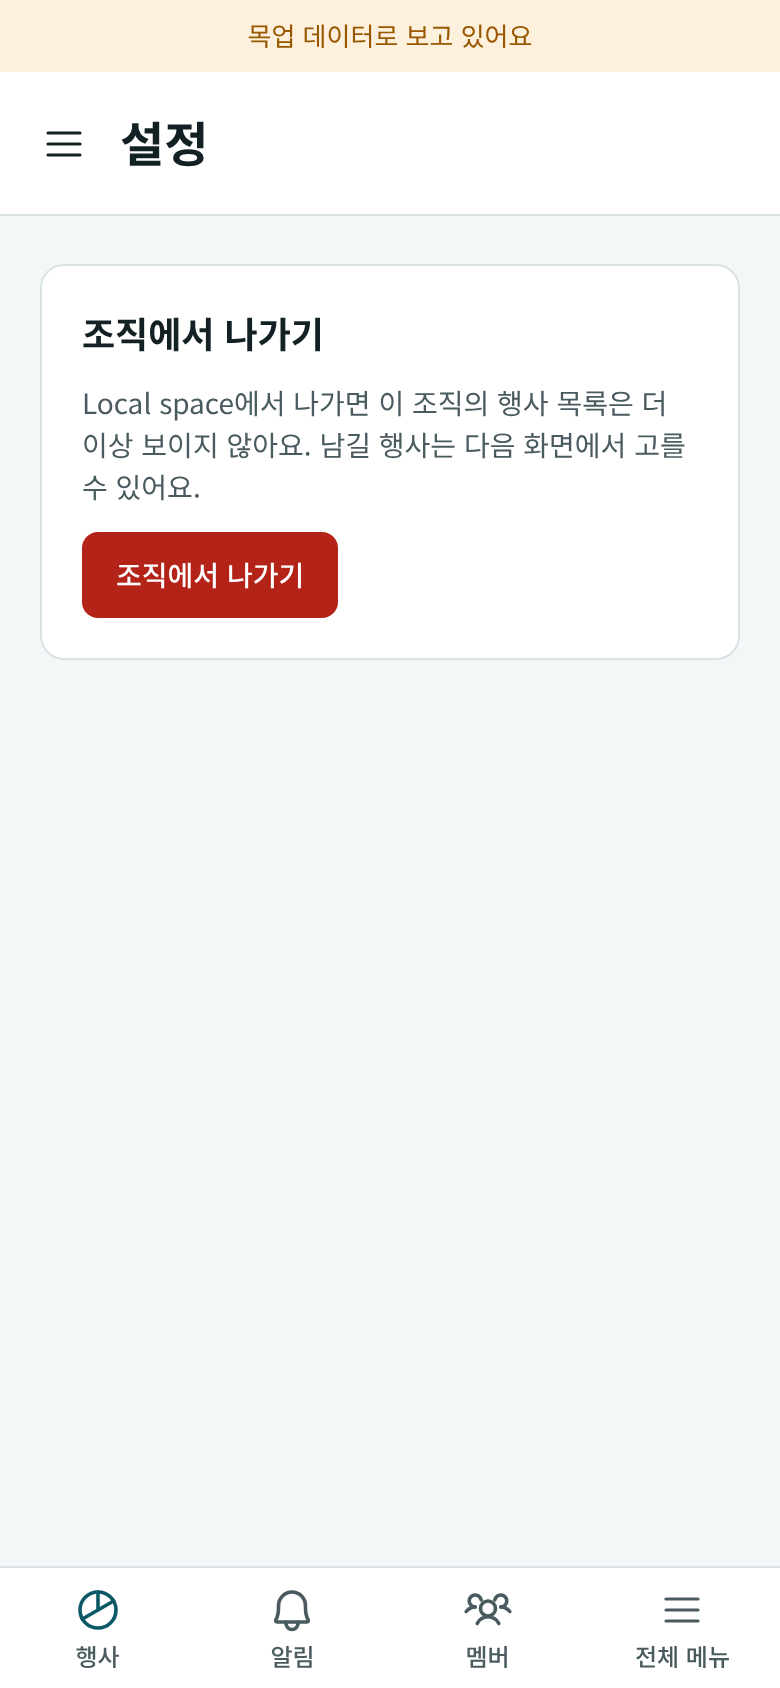 목업 데이터로 보고 있어요
설정
조직에서 나가기
Local space에서 나가면 이 조직의 행사 목록은 더
이상 보이지 않아요. 남길 행사는 다음 화면에서 고를
수 있어요.
조직에서 나가기
행사
알림
멤버
전체 메뉴